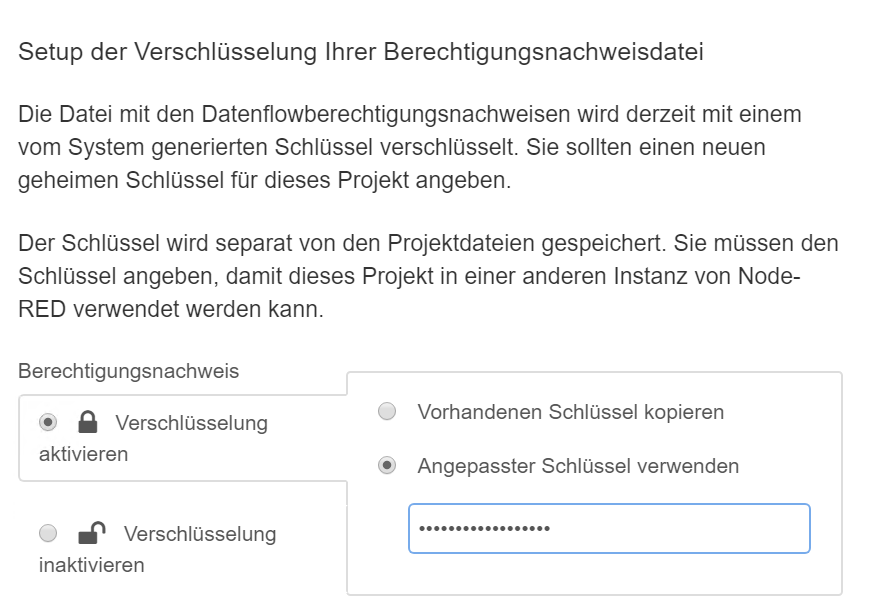 Setup der Verschlüsselung Ihrer Berechtigungsnachweisdatei
Die Datei mit den Datenflowberechtigungsnachweisen wird derzeit mit einem
vom System generierten Schlüssel verschlüsselt. Sie sollten einen neuen
geheimen Schlüssel für dieses Projekt angeben.
Der Schlüssel wird separat von den Projektdateien gespeichert. Sie müssen den
Schlüssel angeben, damit dieses Projekt in einer anderen Instanz von Node-
RED verwendet werden kann.
Berechtigungsnachweis
Verschlüsselung
aktivieren
Verschlüsselung
inaktivieren
Vorhandenen Schlüssel kopieren
Angepasster Schlüssel verwenden
••••••••••••••••••